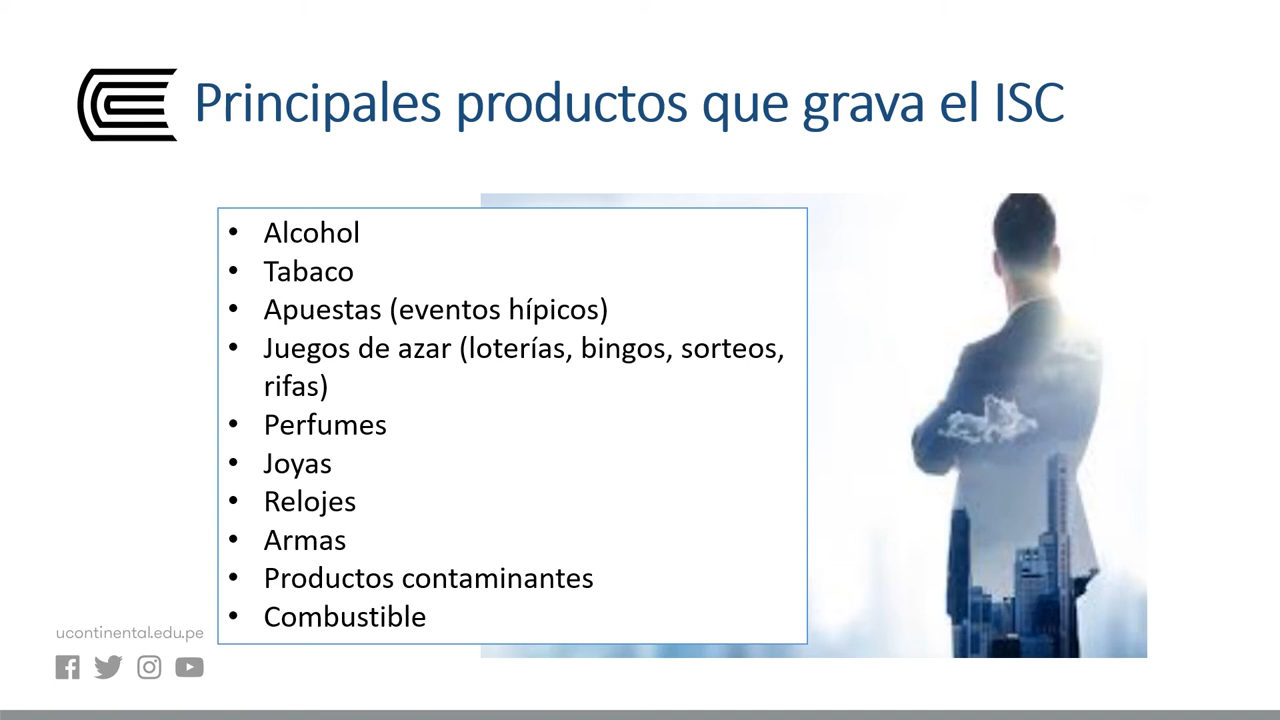 Principales productos que grava el ISC
• Alcohol
• Tabaco
• Apuestas (eventos hípicos)
• Juegos de azar (loterías, bingos, sorteos,
rifas)
• Perfumes
• Joyas
• Relojes
• Armas
• Productos contaminantes
• Combustible
ucontinental.edu.pe